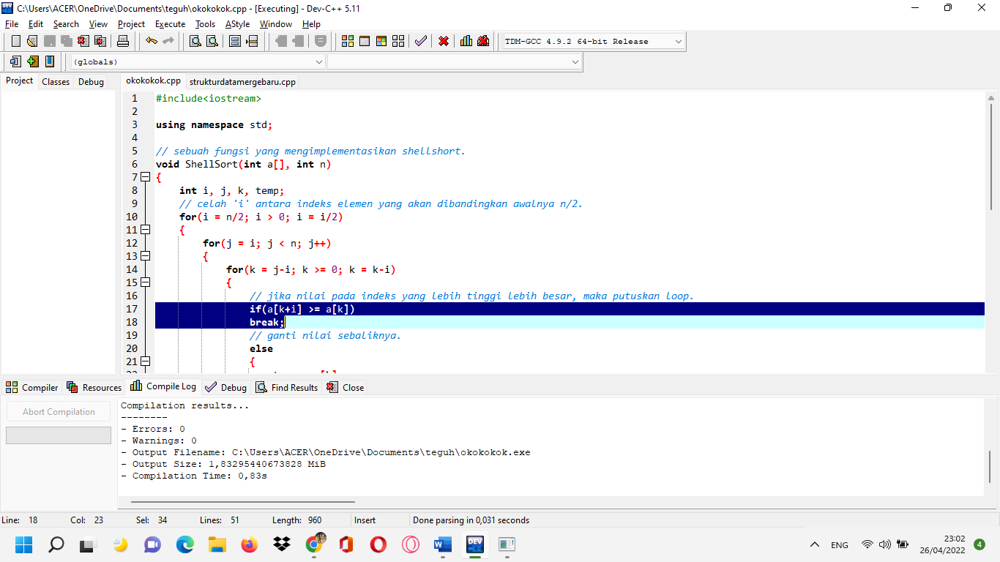 C:\Users\ACER\OneDrive\Documents\teguh\okokokok.cpp - [Executing] - Dev-C++ 5.11
File Edit Search View Project Execute Tools AStyle Window Help
TDM-GCC 4.9.2 64-bit Release
(globals)
Project Classes Debug okokokok.cpp strukturdatamergebaru.cpp
1 #include<iostream>
2
3 using namespace std;
4
5 // sebuah fungsi yang mengimplementasikan shellshort.
6 void ShellSort(int a[], int n)
7 {
8 int i, j, k, temp;
9 // celah 'i' antara indeks elemen yang akan dibandingkan awalnya n/2.
10 for(i = n/2; i > 0; i = i/2)
11 {
12 for(j = i; j < n; j++)
13 {
14 for(k = j-i; k >= 0; k = k-i)
15 {
16 // jika nilai pada indeks yang lebih tinggi lebih besar, maka putuskan loop.
17 if(a[k+i] >= a[k])
18 break;
19 // ganti nilai sebaliknya.
20 else
21 {
Compiler Resources Compile Log Debug Find Results Close
Abort Compilation
Compilation results...
--------
- Errors: 0
- Warnings: 0
- Output Filename: C:\Users\ACER\OneDrive\Documents\teguh\okokokok.exe
- Output Size: 1,83295440673828 MiB
- Compilation Time: 0,83s
Line: 18 Col: 23 Sel: 34 Lines: 51 Length: 960 Insert Done parsing in 0,031 seconds
DEV C++
ENG
23:02
26/04/2022
4